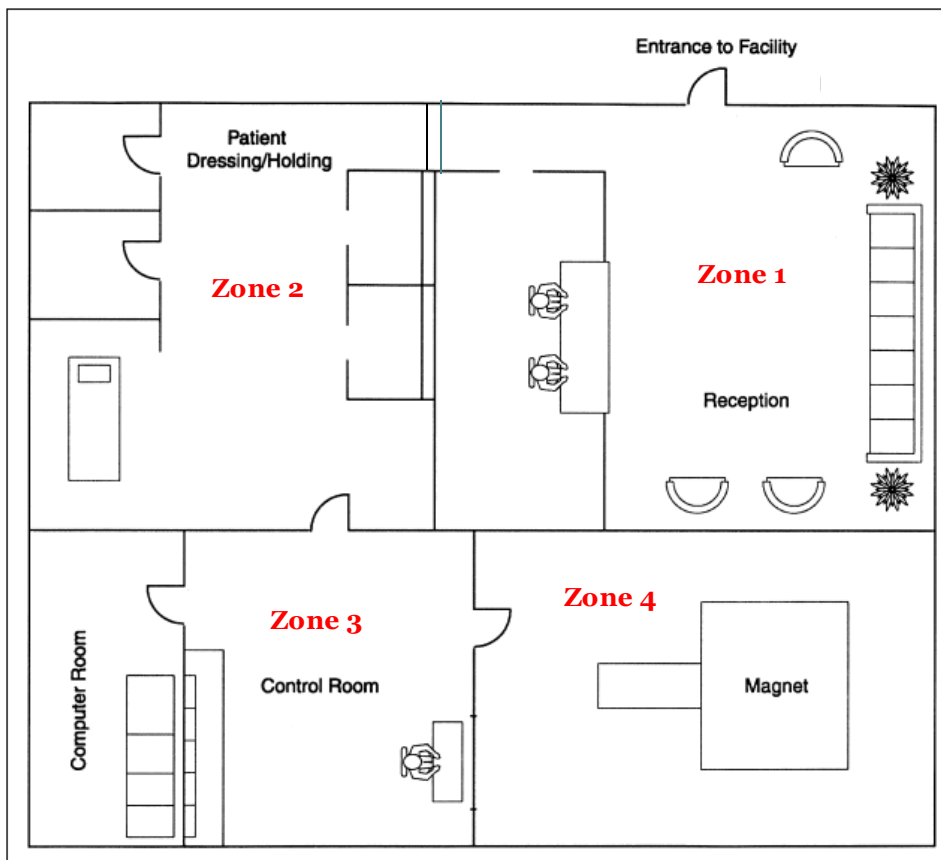 Entrance to Facility
Patient
Dressing/Holding
Zone 2
Zone 1
Reception
Zone 3
Zone 4
Computer Room
Control Room
Magnet